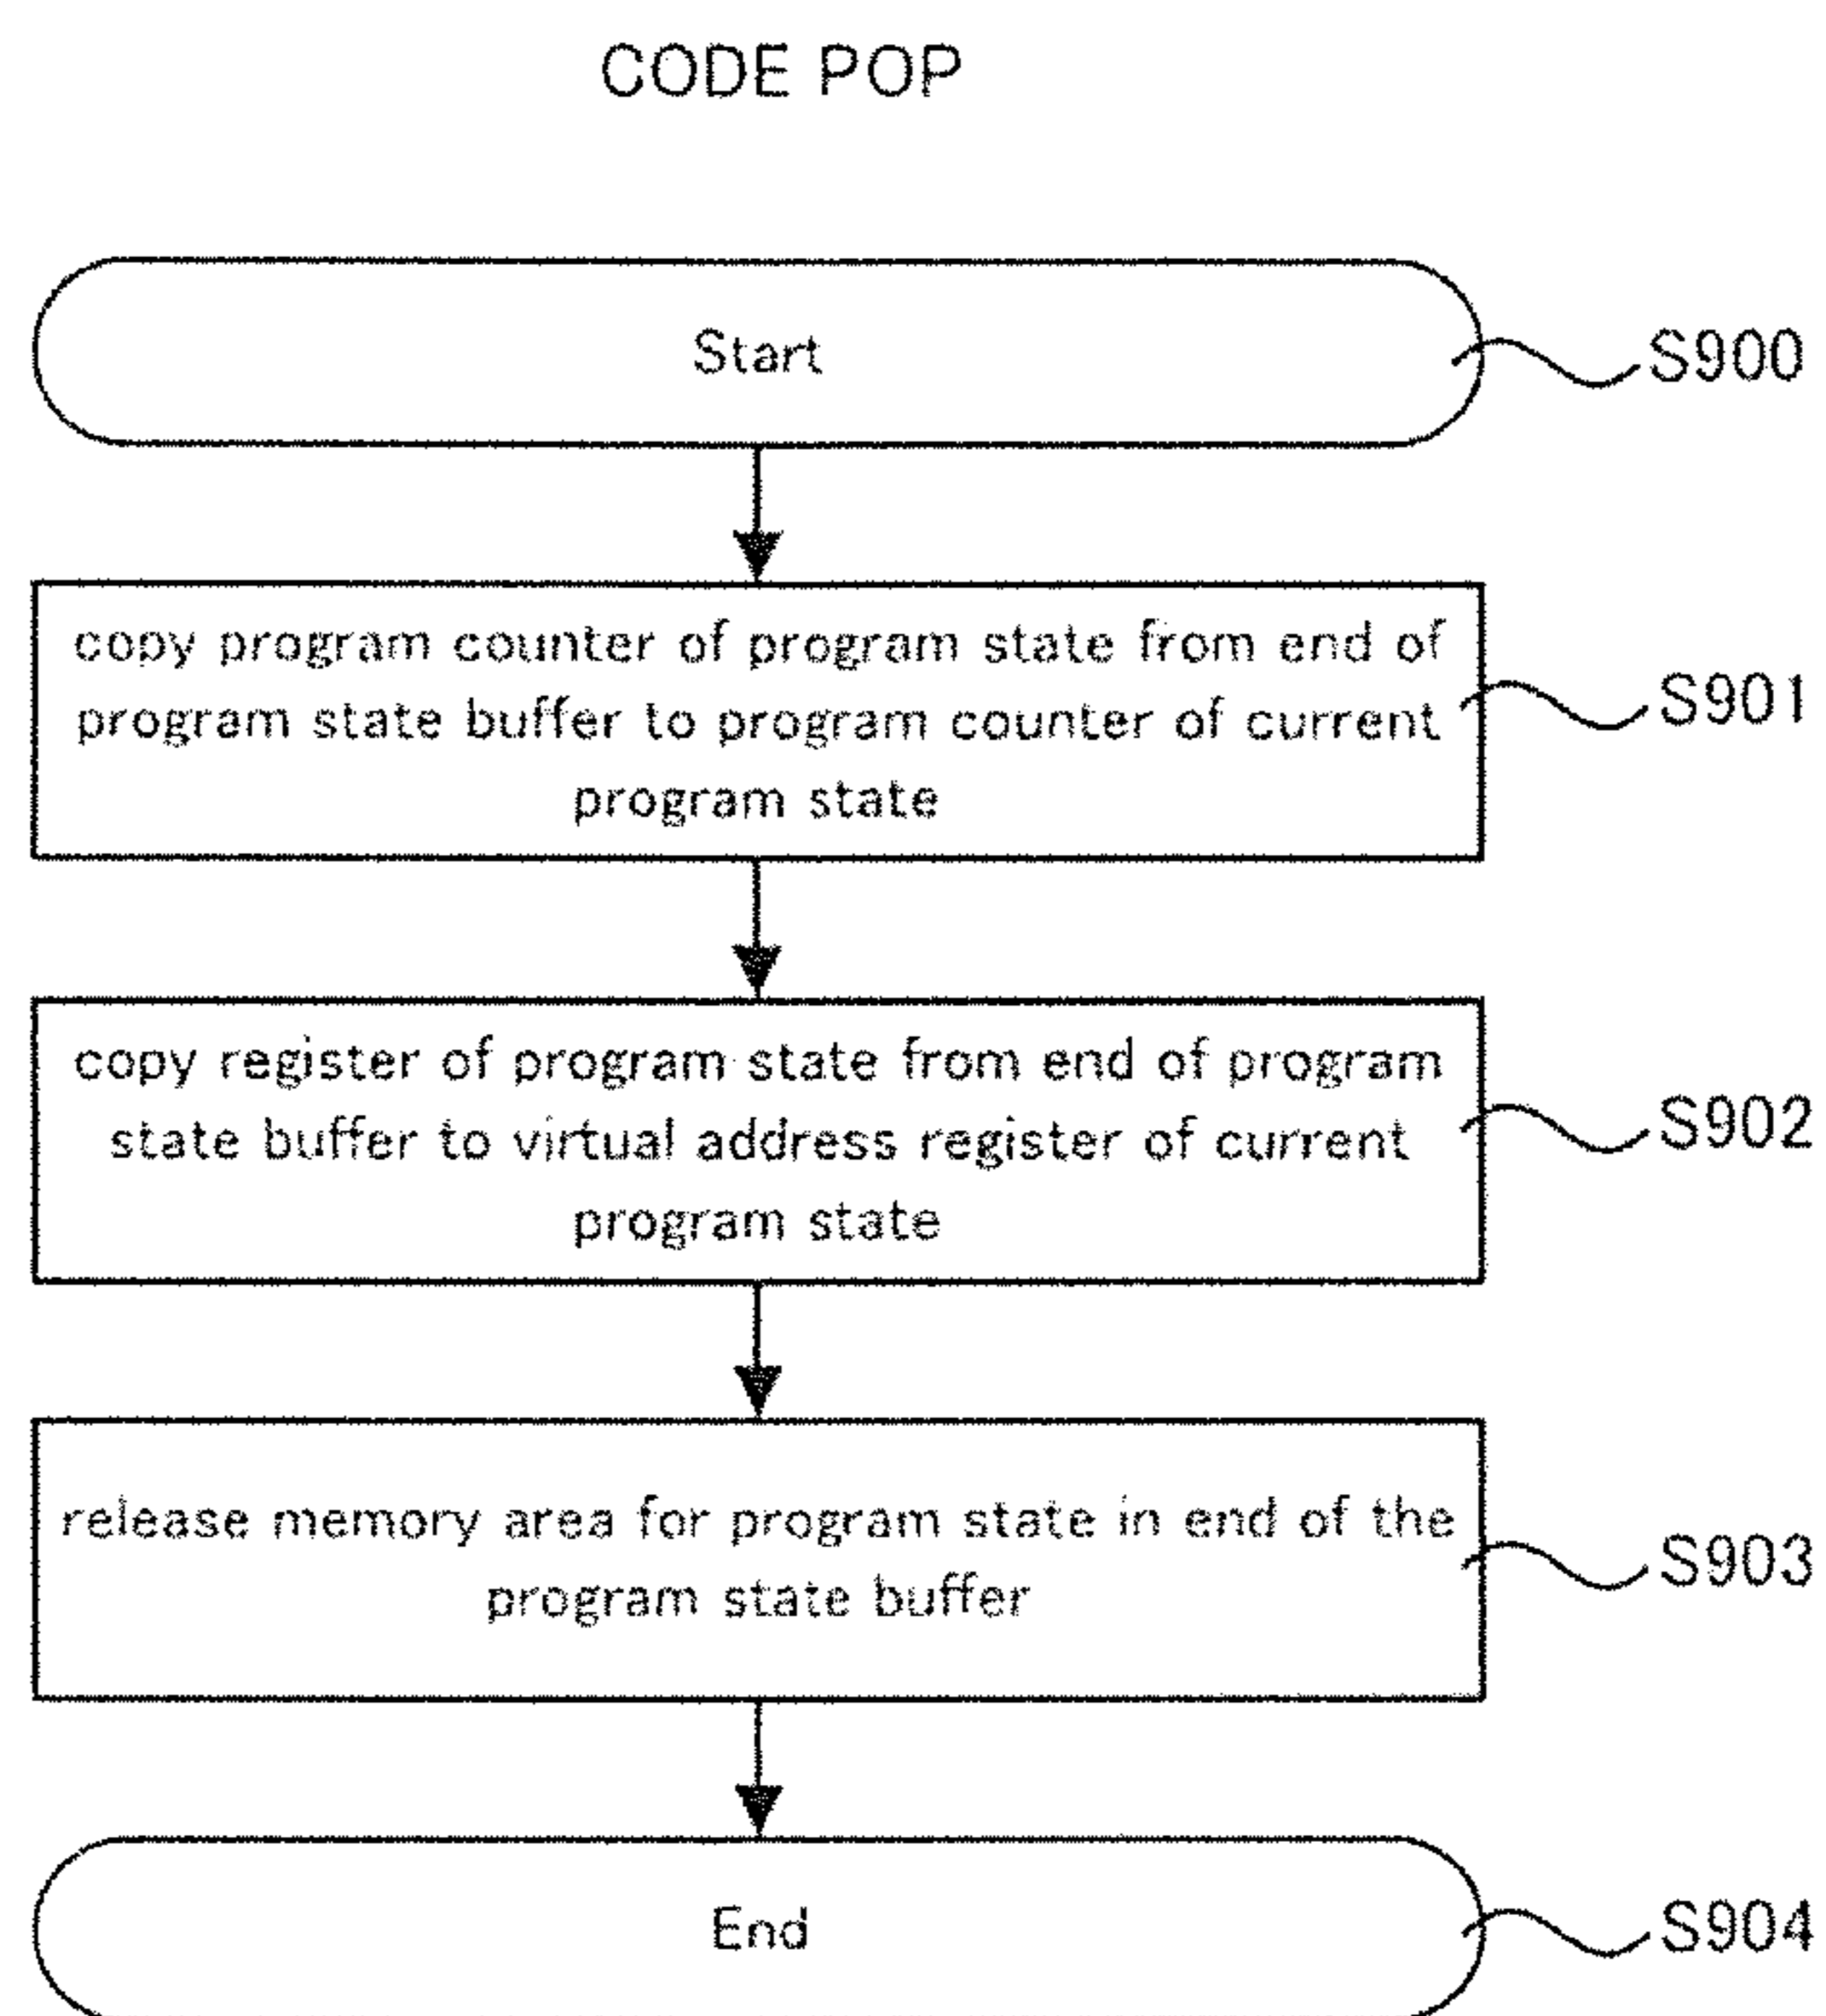 CODE POP
Start
S900
copy program counter of program state from end of
program state buffer to program counter of current
program state
S901
copy register of program state from end of program
state buffer to virtual address register of current
program state
S902
release memory area for program state in end of the
program state buffer
S903
End
S904